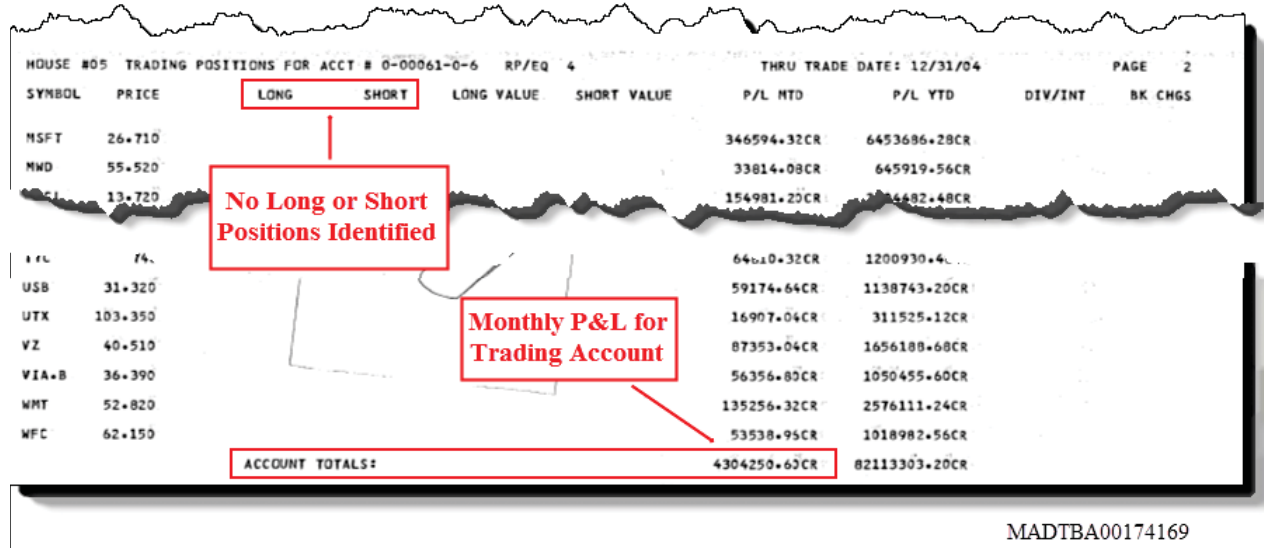 HOUSE #05 TRADING POSITIONS FOR ACCT # 0-00061-0-6 RP/EQ 4 THRU TRADE DATE: 12/31/04 PAGE 2
SYMBOL PRICE LONG SHORT LONG VALUE SHORT VALUE P/L MTD P/L YTD DIV/INT BK CHGS
MSFT 26.710 346594.32CR 6453686.28CR
MWD 55.520 33814.08CR 645919.56CR
13.720 154981.20CR
No Long or Short
Positions Identified
64610.32CR
USB 31.320 59174.64CR 1138743.20CR
UTX 103.350 16907.04CR 311525.12CR
Monthly P&L for
Trading Account
VZ 40.510 87353.04CR 1656188.68CR
VIA.B 36.390 56356.80CR 1050455.60CR
WMT 52.820 135256.32CR 2576111.24CR
WFC 62.150 53538.96CR 1018982.56CR
ACCOUNT TOTALS: 4304250.60CR 82113303.20CR
MADTBA00174169